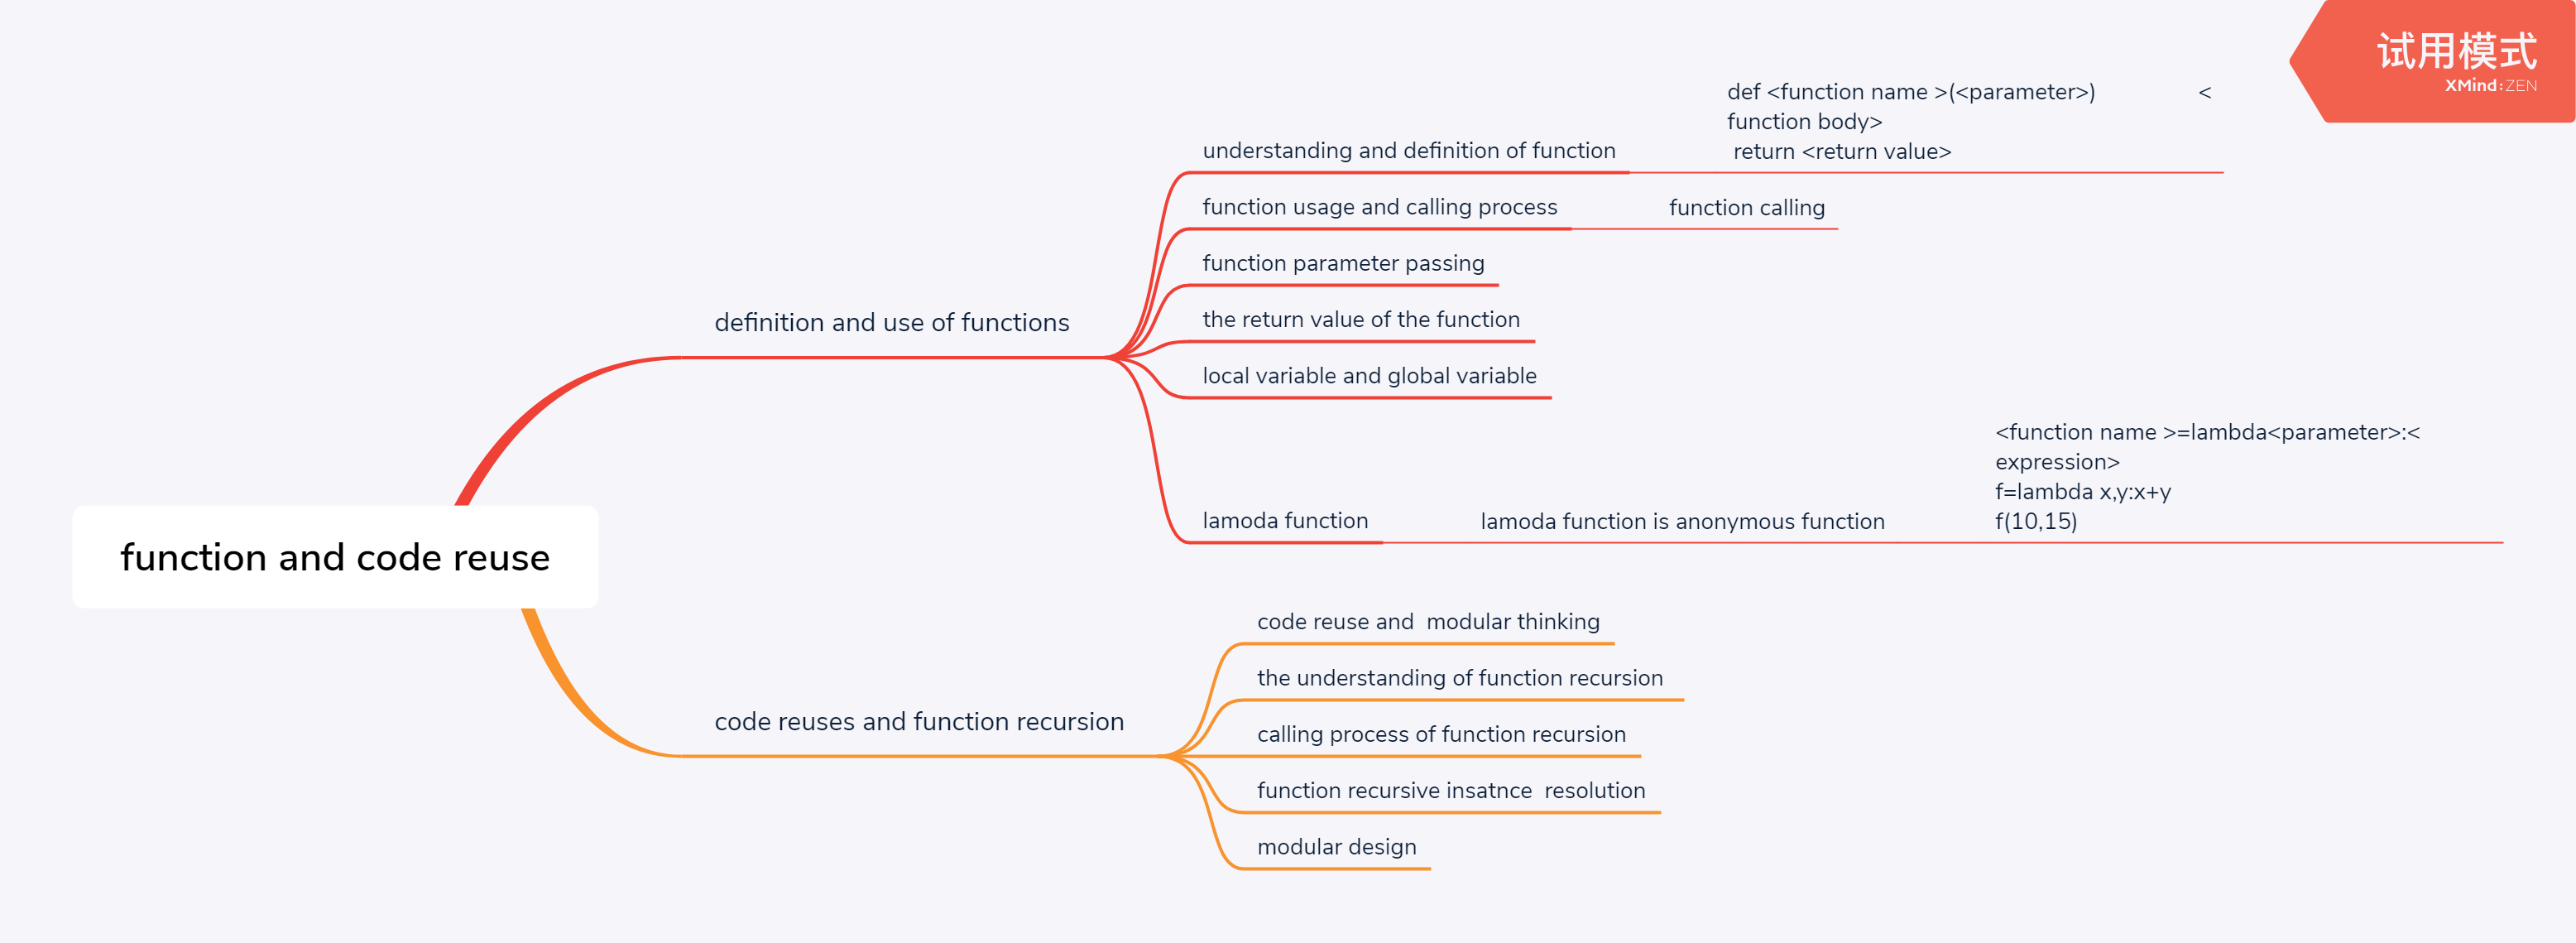 试用模式
XMind:ZEN
def <function name >(<parameter>) <
function body>
return <return value>
understanding and definition of function
function usage and calling process
function calling
function parameter passing
the return value of the function
definition and use of functions
local variable and global variable
<function name >=lambda<parameter>:<
expression>
f=lambda x,y:x+y
f(10,15)
lamoda function
lamoda function is anonymous function
function and code reuse
code reuse and  modular thinking
the understanding of function recursion
code reuses and function recursion
calling process of function recursion
function recursive insatnce  resolution
modular design